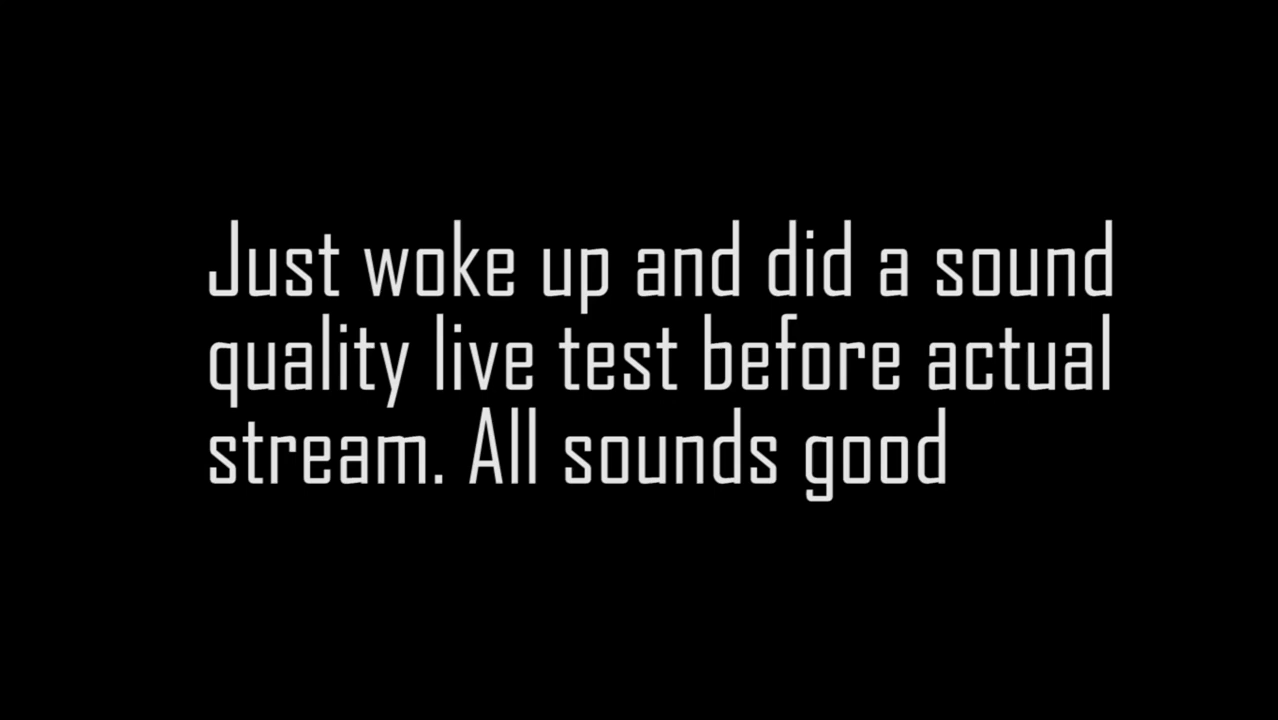 Just woke up and did a sound
quality live test before actual
stream. All sounds good